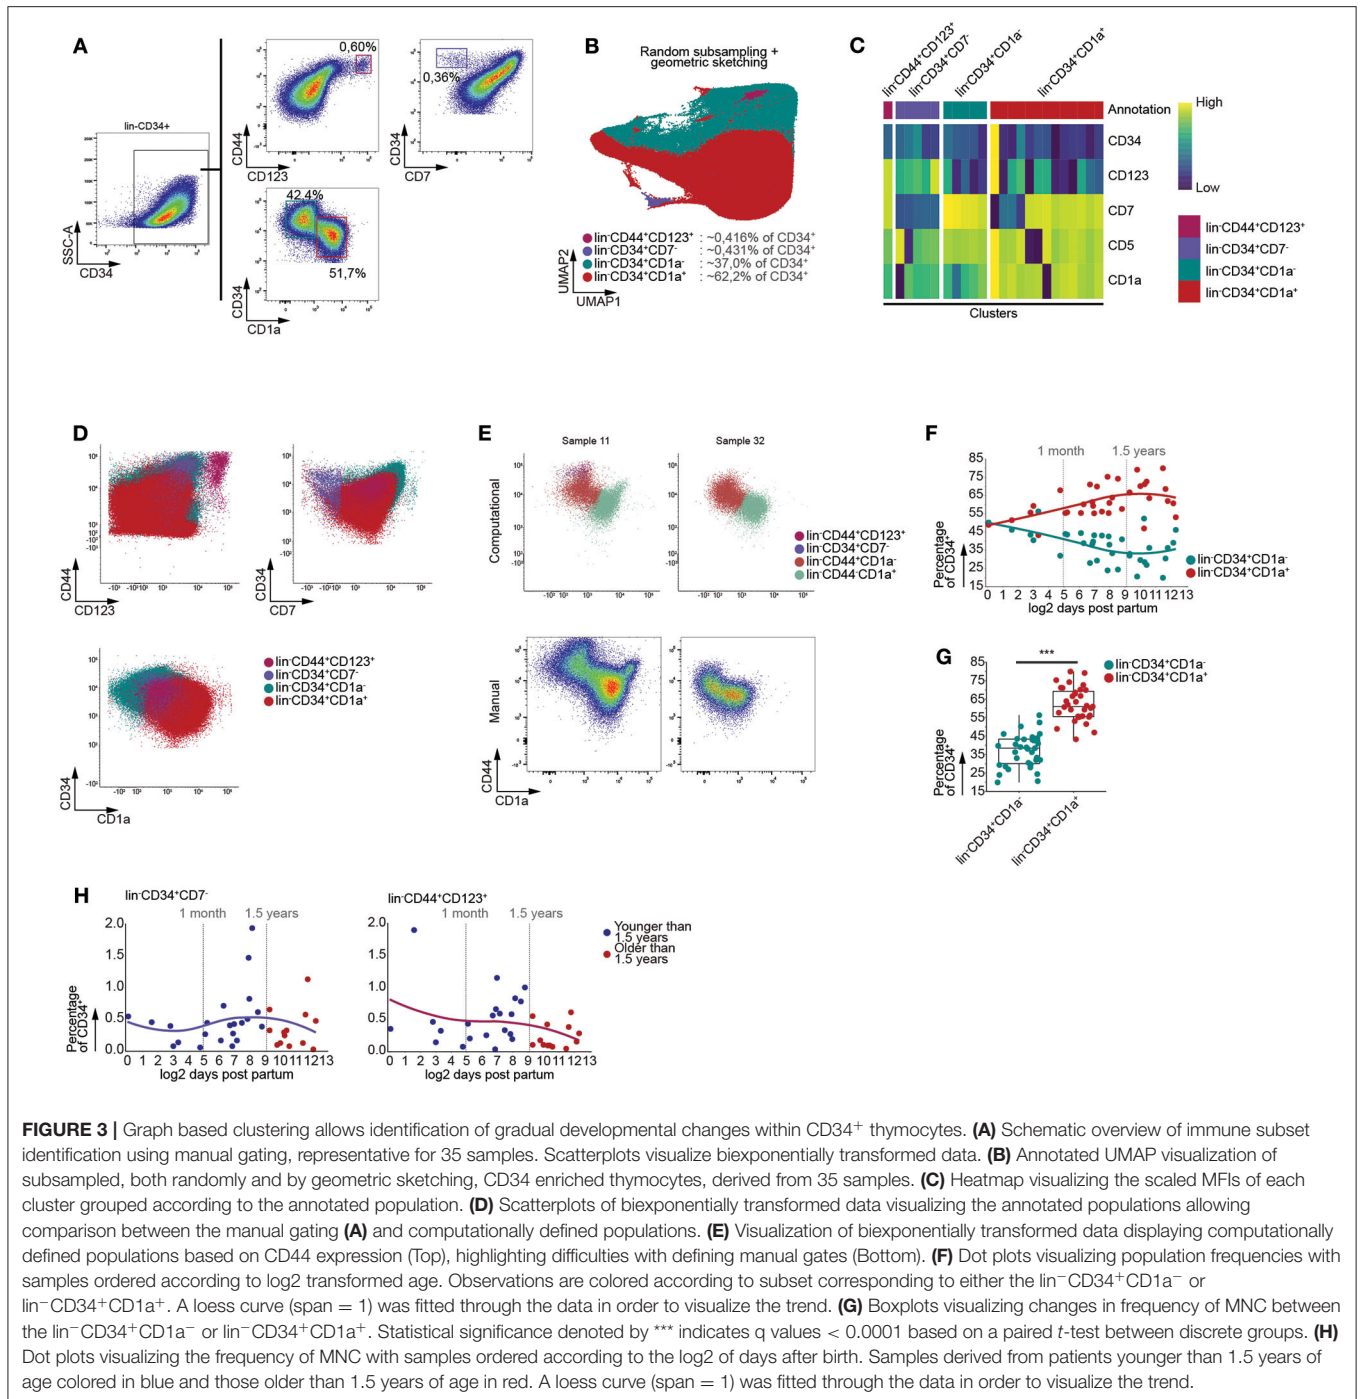 A
lin-CD34+
250K
200K
150K
100K
50K
0
SSC-A
CD34
0,60%
CD44
CD123
0,36%
CD34
CD7
42,4%
51,7%
CD34
CD1a
B
Random subsampling +
geometric sketching
lin⁻CD44⁺CD123⁺ : ~0,416% of CD34⁺
lin⁻CD34⁺CD7⁻ : ~0,431% of CD34⁺
lin⁻CD34⁺CD1a⁻ : ~37,0% of CD34⁺
lin⁻CD34⁺CD1a⁺ : ~62,2% of CD34⁺
UMAP2
UMAP1
C
lin⁻CD44⁺CD123⁺
lin⁻CD34⁺CD7⁻
lin⁻CD34⁺CD1a⁻
lin⁻CD34⁺CD1a⁺
Annotation
CD34
CD123
CD7
CD5
CD1a
Clusters
High
Low
lin⁻CD44⁺CD123⁺
lin⁻CD34⁺CD7⁻
lin⁻CD34⁺CD1a⁻
lin⁻CD34⁺CD1a⁺
D
CD44
CD123
CD34
CD7
CD34
CD1a
lin⁻CD44⁺CD123⁺
lin⁻CD34⁺CD7⁻
lin⁻CD34⁺CD1a⁻
lin⁻CD34⁺CD1a⁺
E
Sample 11
Sample 32
Computational
lin⁻CD44⁺CD123⁺
lin⁻CD34⁺CD7⁻
lin⁻CD44⁺CD1a⁻
lin⁻CD44⁻CD1a⁺
Manual
CD44
CD1a
F
1 month
1.5 years
85
75
65
55
45
35
25
15
Percentage
of CD34⁺
0 1 2 3 4 5 6 7 8 9 10 11 12 13
log2 days post partum
lin⁻CD34⁺CD1a⁻
lin⁻CD34⁺CD1a⁺
G
***
85
75
65
55
45
35
25
15
Percentage
of CD34⁺
lin⁻CD34⁺CD1a⁻
lin⁻CD34⁺CD1a⁺
lin⁻CD34⁺CD1a⁻
lin⁻CD34⁺CD1a⁺
H
lin⁻CD34⁺CD7⁻
1 month
1.5 years
2.0
1.5
1.0
0.5
0.0
Percentage
of CD34⁺
0 1 2 3 4 5 6 7 8 9 10 11 12 13
log2 days post partum
lin⁻CD44⁺CD123⁺
1 month
1.5 years
2.0
1.5
1.0
0.5
0.0
0 1 2 3 4 5 6 7 8 9 10 11 12 13
log2 days post partum
Younger than
1.5 years
Older than
1.5 years
FIGURE 3 | Graph based clustering allows identification of gradual developmental changes within CD34⁺ thymocytes. (A) Schematic overview of immune subset
identification using manual gating, representative for 35 samples. Scatterplots visualize biexponentially transformed data. (B) Annotated UMAP visualization of
subsampled, both randomly and by geometric sketching, CD34 enriched thymocytes, derived from 35 samples. (C) Heatmap visualizing the scaled MFIs of each
cluster grouped according to the annotated population. (D) Scatterplots of biexponentially transformed data visualizing the annotated populations allowing
comparison between the manual gating (A) and computationally defined populations. (E) Visualization of biexponentially transformed data displaying computationally
defined populations based on CD44 expression (Top), highlighting difficulties with defining manual gates (Bottom). (F) Dot plots visualizing population frequencies with
samples ordered according to log2 transformed age. Observations are colored according to subset corresponding to either the lin⁻CD34⁺CD1a⁻ or
lin⁻CD34⁺CD1a⁺. A loess curve (span = 1) was fitted through the data in order to visualize the trend. (G) Boxplots visualizing changes in frequency of MNC between
the lin⁻CD34⁺CD1a⁻ or lin⁻CD34⁺CD1a⁺. Statistical significance denoted by *** indicates q values < 0.0001 based on a paired t-test between discrete groups. (H)
Dot plots visualizing the frequency of MNC with samples ordered according to the log2 of days after birth. Samples derived from patients younger than 1.5 years of
age colored in blue and those older than 1.5 years of age in red. A loess curve (span = 1) was fitted through the data in order to visualize the trend.